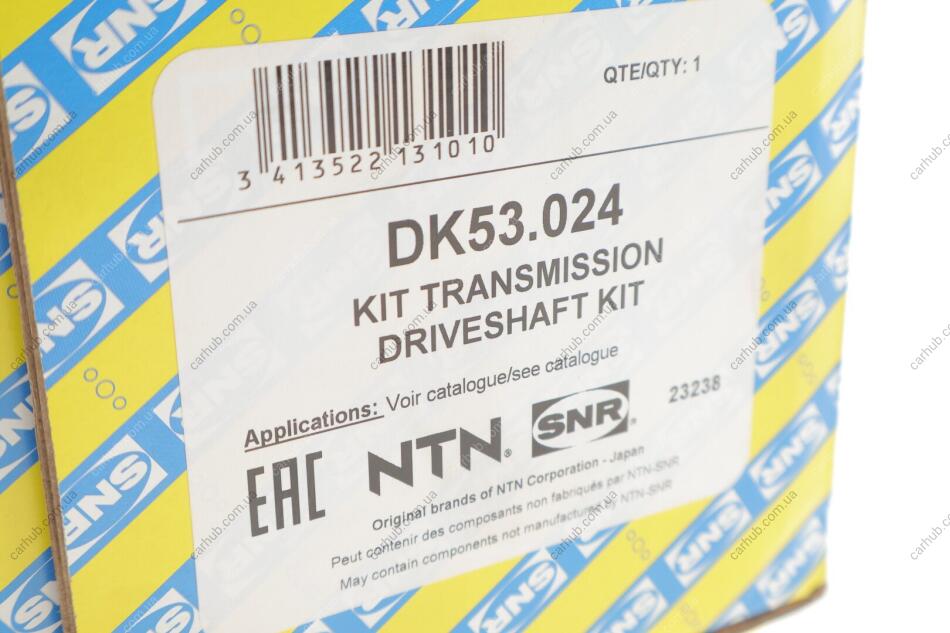 QTE/QTY: 1
3 413522 131010
DK53.024
KIT TRANSMISSION
DRIVESHAFT KIT
Applications: Voir catalogue/see catalogue
23238
EAC NTN® SNR®
Original brands of NTN Corporation - Japan
Peut contenir des composants non fabriqués par NTN-SNR
May contain components not manufactured by NTN-SNR
SNR
carhub.com.ua